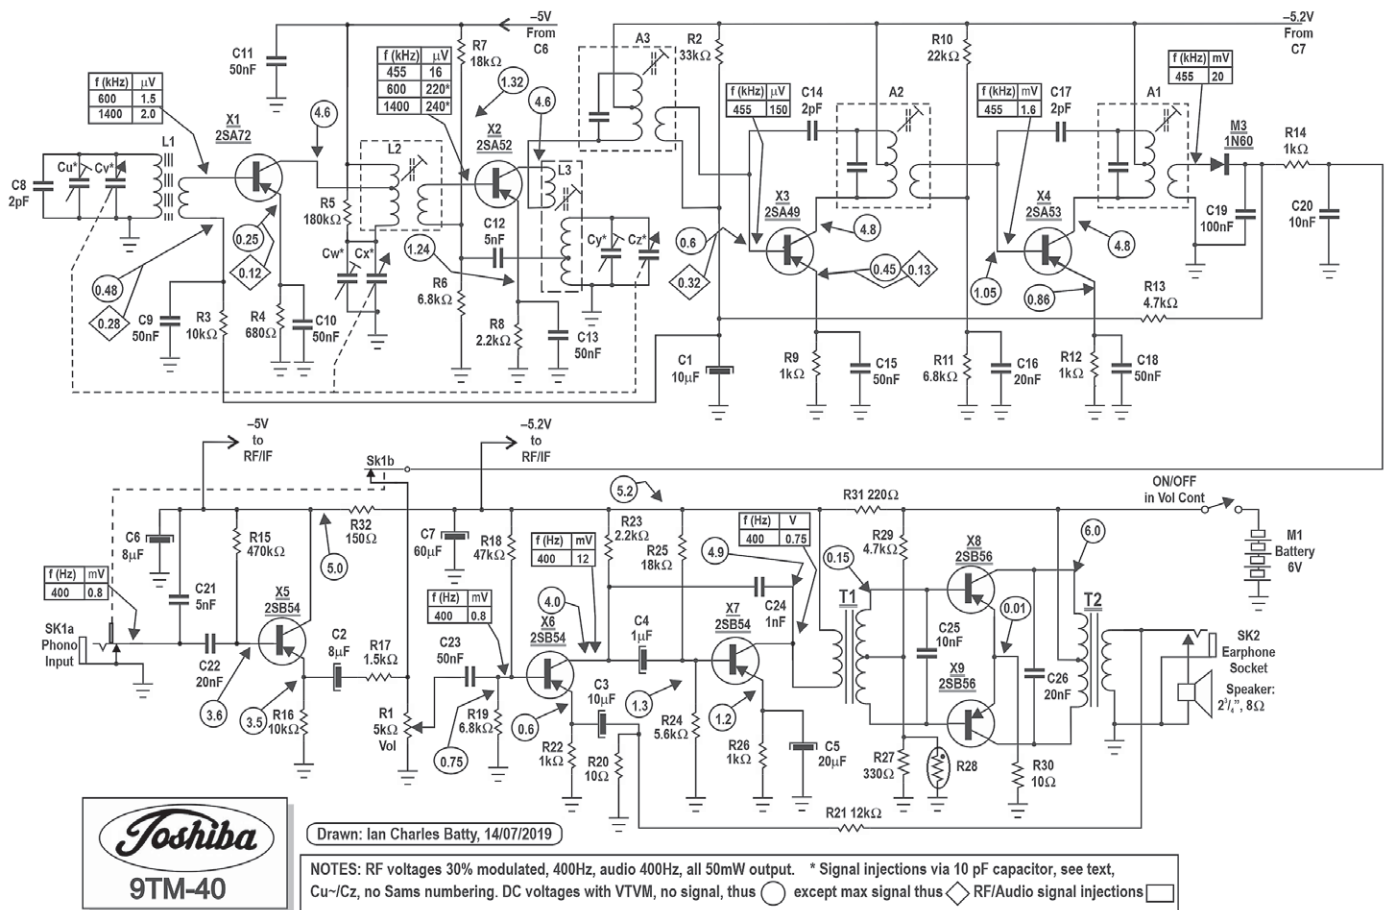 –5V
From
C6
–5.2V
From
C7
C11
50nF
f (kHz) μV
600 1.5
1400 2.0
L1
X1
2SA72
4.6
R7
18kΩ
f (kHz) μV
455 16
600 220*
1400 240*
1.32
X2
2SA52
4.6
A3
R2
33kΩ
f (kHz) μV
455 150
C14
2pF
A2
R10
22kΩ
f (kHz) mV
455 1.6
C17
2pF
A1
f (kHz) mV
455 20
M3
1N60
R14
1kΩ
C8
2pF
Cu*
Cv*
L2
L3
R5
180kΩ
C12
5nF
Cw*
Cx*
1.24
Cy*
Cz*
0.25
0.12
0.48
0.28
C9
50nF
R3
10kΩ
R4
680Ω
C10
50nF
R6
6.8kΩ
R8
2.2kΩ
C13
50nF
0.6
0.32
X3
2SA49
4.8
0.45
0.13
C1
10μF
R9
1kΩ
C15
50nF
R11
6.8kΩ
C16
20nF
X4
2SA53
4.8
1.05
0.86
R12
1kΩ
C18
50nF
R13
4.7kΩ
C19
100nF
C20
10nF
–5V
to
RF/IF
–5.2V
to
RF/IF
Sk1b
ON/OFF
in Vol Cont
M1
Battery
6V
C6
8μF
R15
470kΩ
C21
5nF
f (Hz) mV
400 0.8
SK1a
Phono
Input
C22
20nF
X5
2SB54
5.0
R32
150Ω
3.6
3.5
R16
10kΩ
C2
8μF
R17
1.5kΩ
R1
5kΩ
Vol
C7
60μF
R18
47kΩ
f (Hz) mV
400 0.8
C23
50nF
0.75
R19
6.8kΩ
f (Hz) mV
400 12
4.0
X6
2SB54
0.6
R22
1kΩ
C3
10μF
R20
10Ω
R23
2.2kΩ
5.2
R25
18kΩ
4.9
C4
1μF
1.3
R24
5.6kΩ
f (Hz) V
400 0.75
C24
1nF
X7
2SB54
1.2
R26
1kΩ
C5
20μF
R31 220Ω
R29
4.7kΩ
0.15
T1
C25
10nF
X8
2SB56
6.0
0.01
X9
2SB56
C26
20nF
T2
R27
330Ω
R28
R30
10Ω
R21 12kΩ
SK2
Earphone
Socket
Speaker:
2¾", 8Ω
Toshiba
9TM-40
Drawn: Ian Charles Batty, 14/07/2019
NOTES: RF voltages 30% modulated, 400Hz, audio 400Hz, all 50mW output. * Signal injections via 10 pF capacitor, see text,
Cu~/Cz, no Sams numbering. DC voltages with VTVM, no signal, thus except max signal thus RF/Audio signal injections